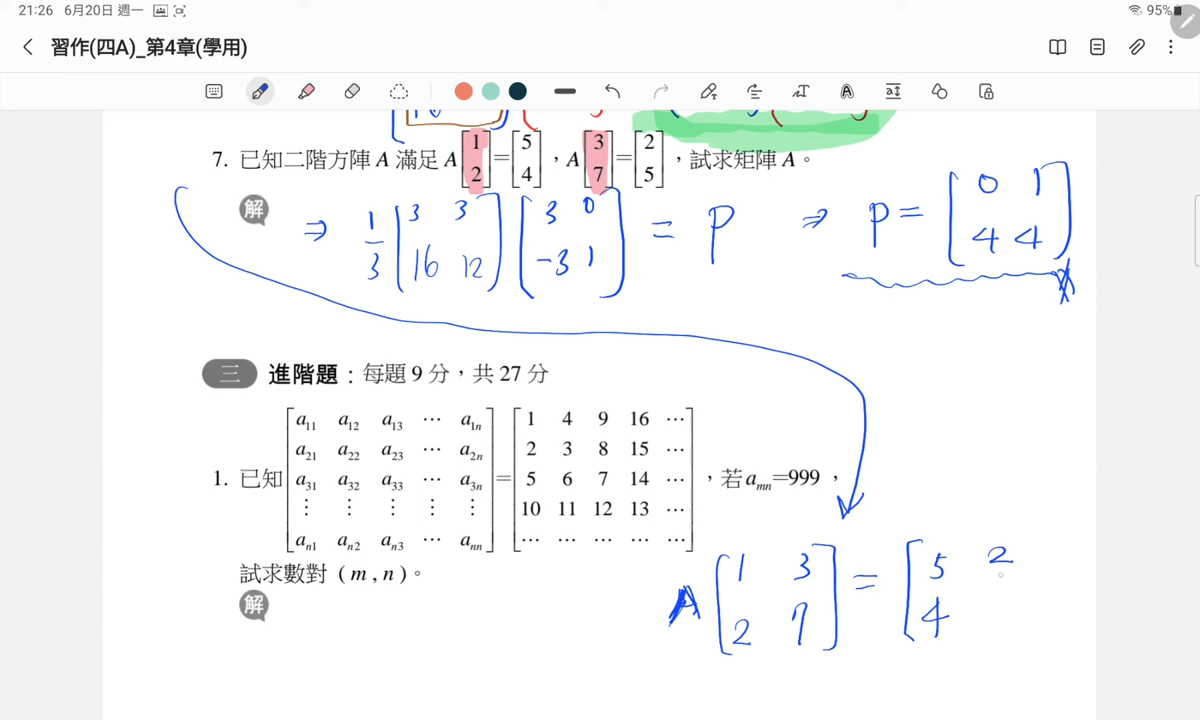 21:26 6月20日 週一 95%
習作(四A)_第4章(學用)
7. 已知二階方陣 A 滿足 A[1 2]=[5 4],A[3 7]=[2 5],試求矩陣 A。
解
⇒ 1/3 [3 3 16 12] [3 0 -3 1] = P ⇒ P = [0 1 4 4]
三 進階題:每題 9 分,共 27 分
a11 a12 a13 ⋯ a1n 1 4 9 16 ⋯
a21 a22 a23 ⋯ a2n 2 3 8 15 ⋯
1. 已知 a31 a32 a33 ⋯ a3n = 5 6 7 14 ⋯ ,若 amn=999,
⋮ ⋮ ⋮ ⋮ ⋮ 10 11 12 13 ⋯
an1 an2 an3 ⋯ ann ⋯ ⋯ ⋯ ⋯ ⋯
試求數對 (m , n)。
解
A [1 3 2 7] = [5 2 4